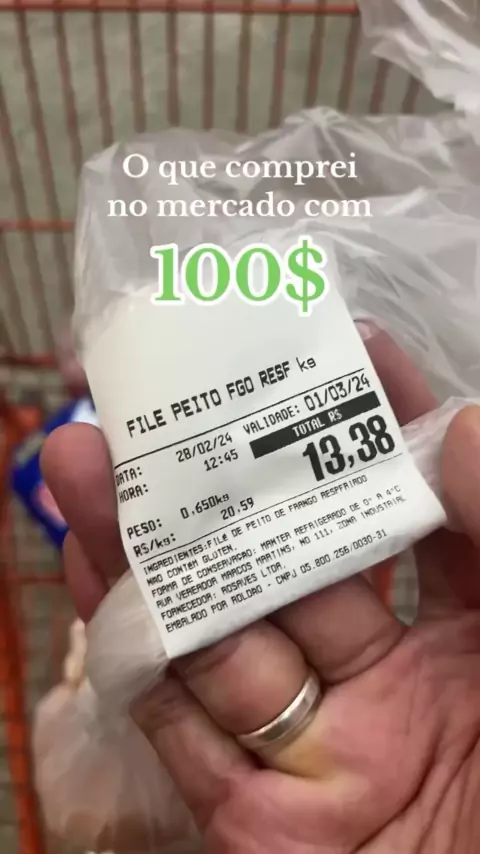 O que comprei
no mercado com
100$
FILE PEITO FGO RESF kg
DATA: 28/02/24 VALIDADE: 01/03/24
HORA: 12:45 TOTAL R$
PESO: 0,650kg 13,38
R$/kg: 20,59
INGREDIENTES:FILE DE PEITO DE FRANGO RESPFRIADO
NAO CONTéM GLUTEN.
FORMA DE CONSERVAÇAO: MANTER REFRIGERADO DE 0° A 4°C
RUA VEREADOR MARCOS MARTINS, NO 111, ZONA INDUSTRIAL
FORNECEDOR: ROSAVES LTDA.
EMBALADO POR ROLDAO - CNPJ 05.800.256/0030-31